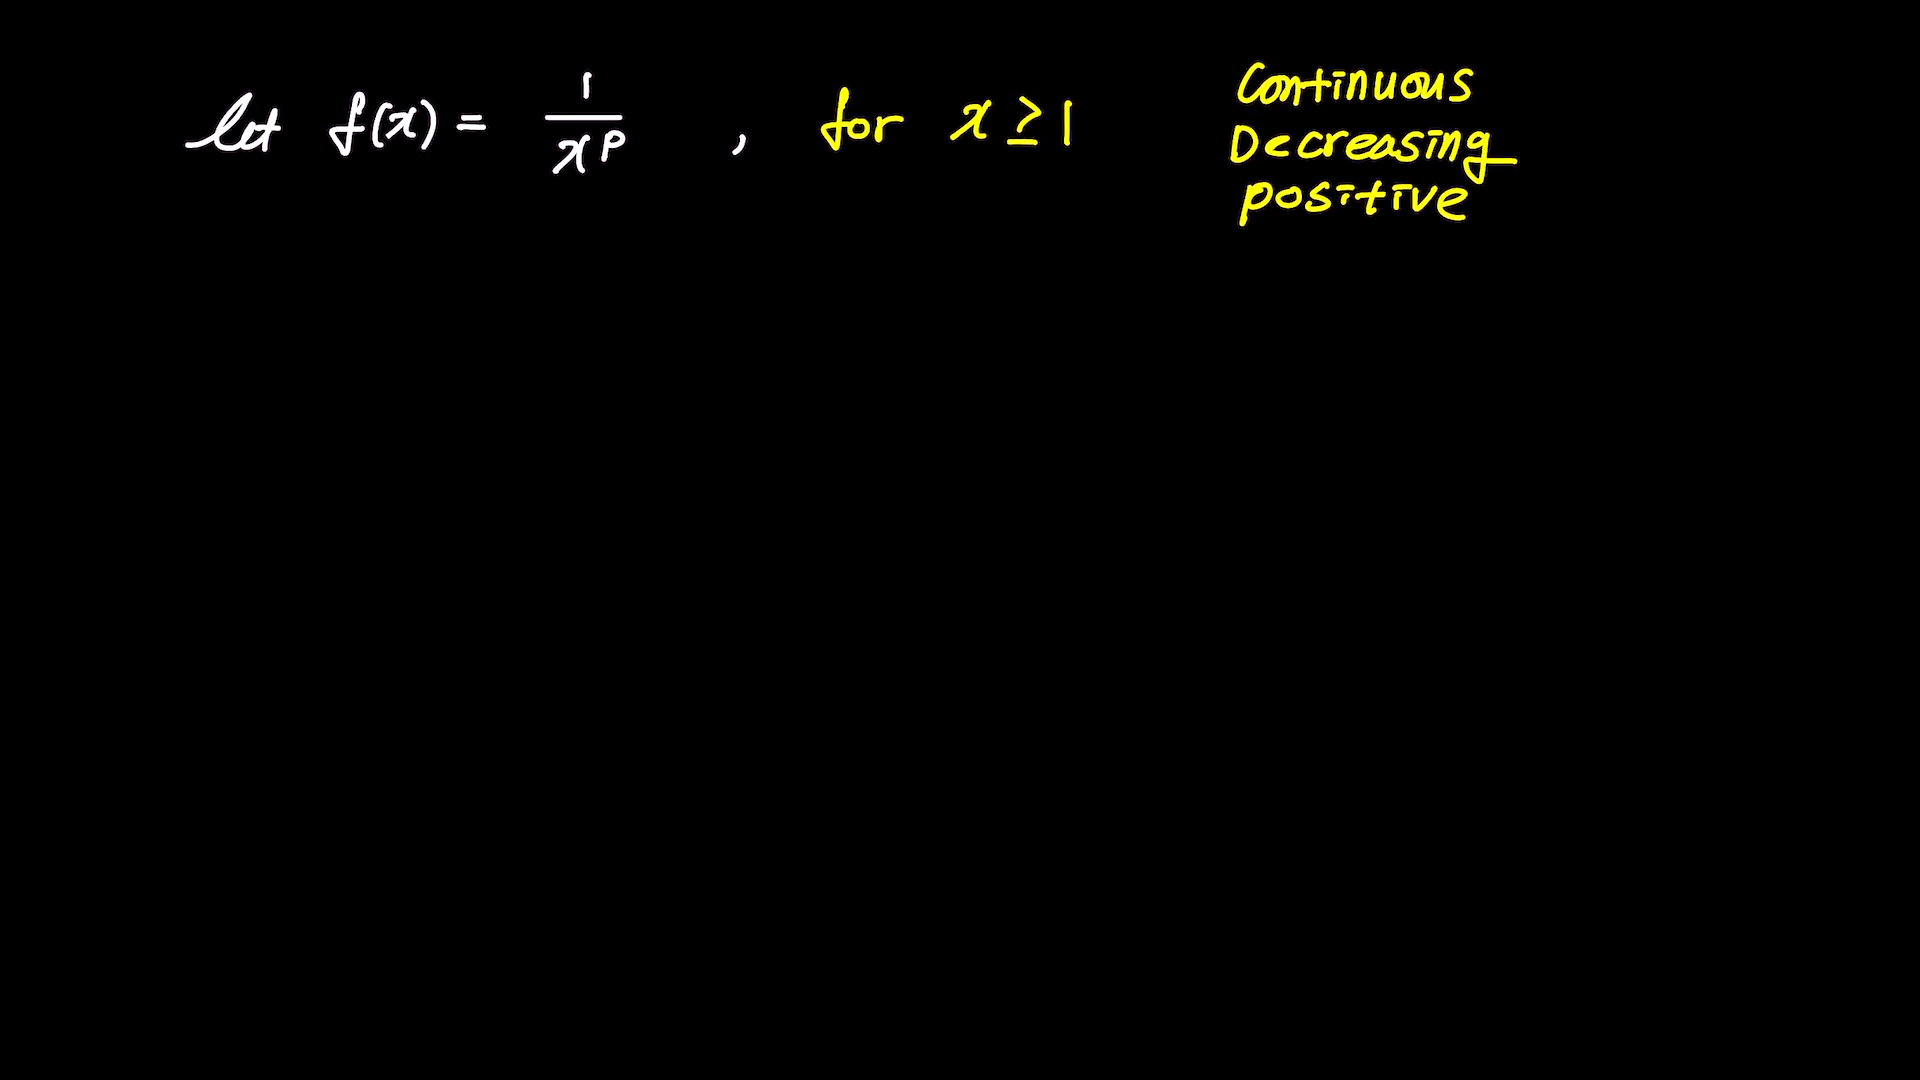 let f(x) = 1/x^p , for x ≥ 1
Continuous
Decreasing
positive